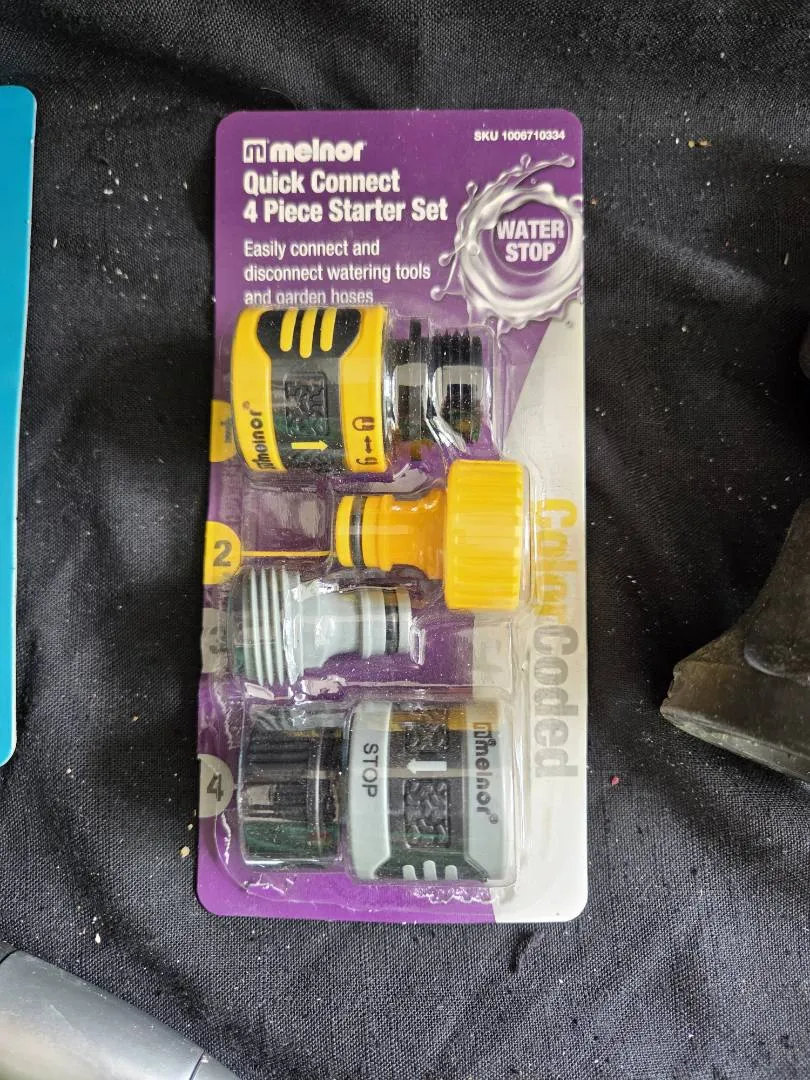 melnor
SKU 1006710334
Quick Connect
4 Piece Starter Set
WATER
STOP
Easily connect and
disconnect watering tools
and garden hoses
melnor®
1
2
3
4
Color Coded
STOP
melnor®